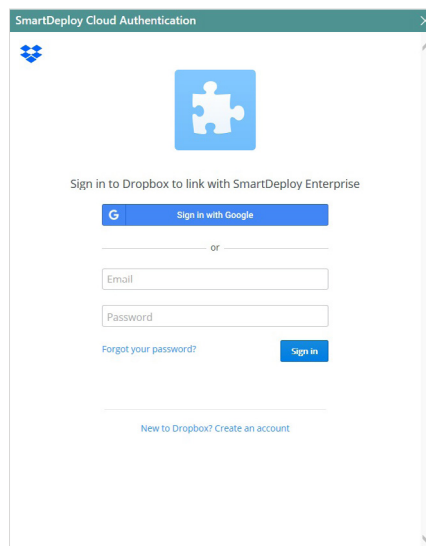 SmartDeploy Cloud Authentication
Sign in to Dropbox to link with SmartDeploy Enterprise
G Sign in with Google
or
Email
Password
Forgot your password? Sign in
New to Dropbox? Create an account